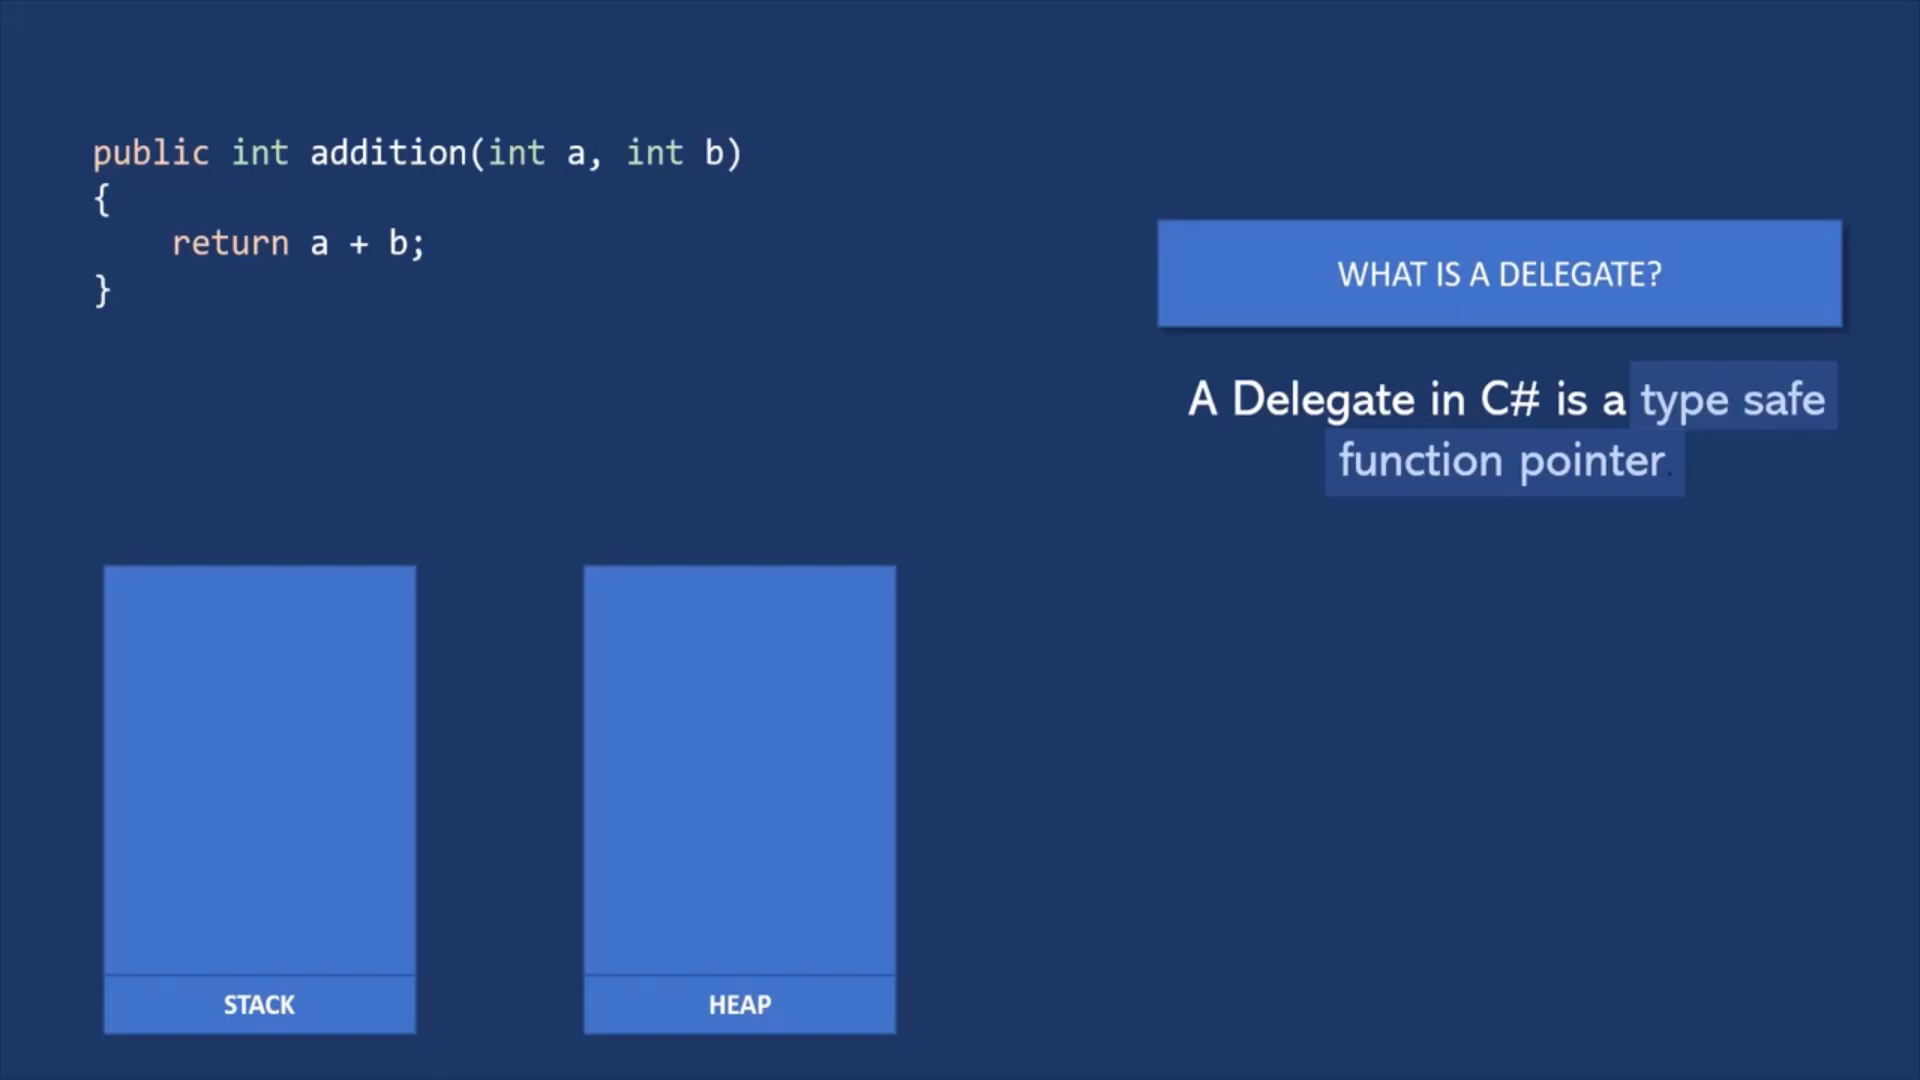 public int addition(int a, int b)
{
    return a + b;
}
WHAT IS A DELEGATE?
A Delegate in C# is a type safe
function pointer.
STACK
HEAP